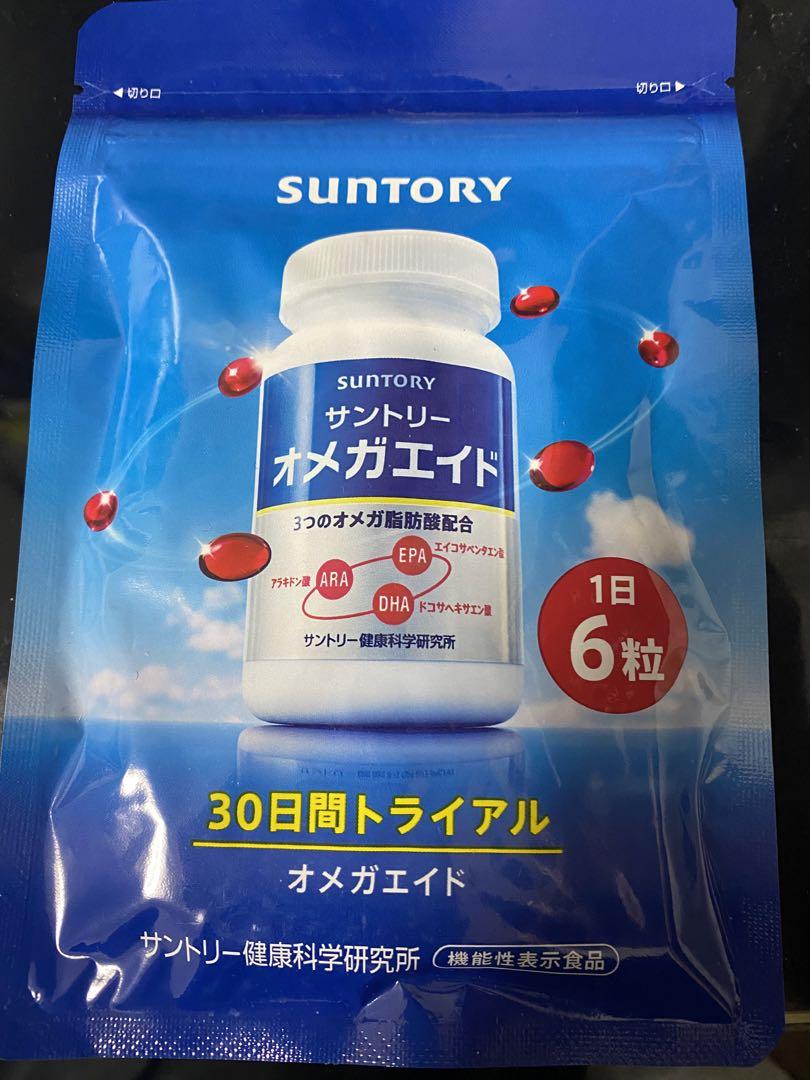 ◀切り口
切り口▶
SUNTORY
SUNTORY
サントリー
オメガエイド
3つのオメガ脂肪酸配合
EPA エイコサペンタエン酸
アラキドン酸 ARA
DHA ドコサヘキサエン酸
サントリー健康科学研究所
1日
6粒
30日間トライアル
オメガエイド
サントリー健康科学研究所 機能性表示食品